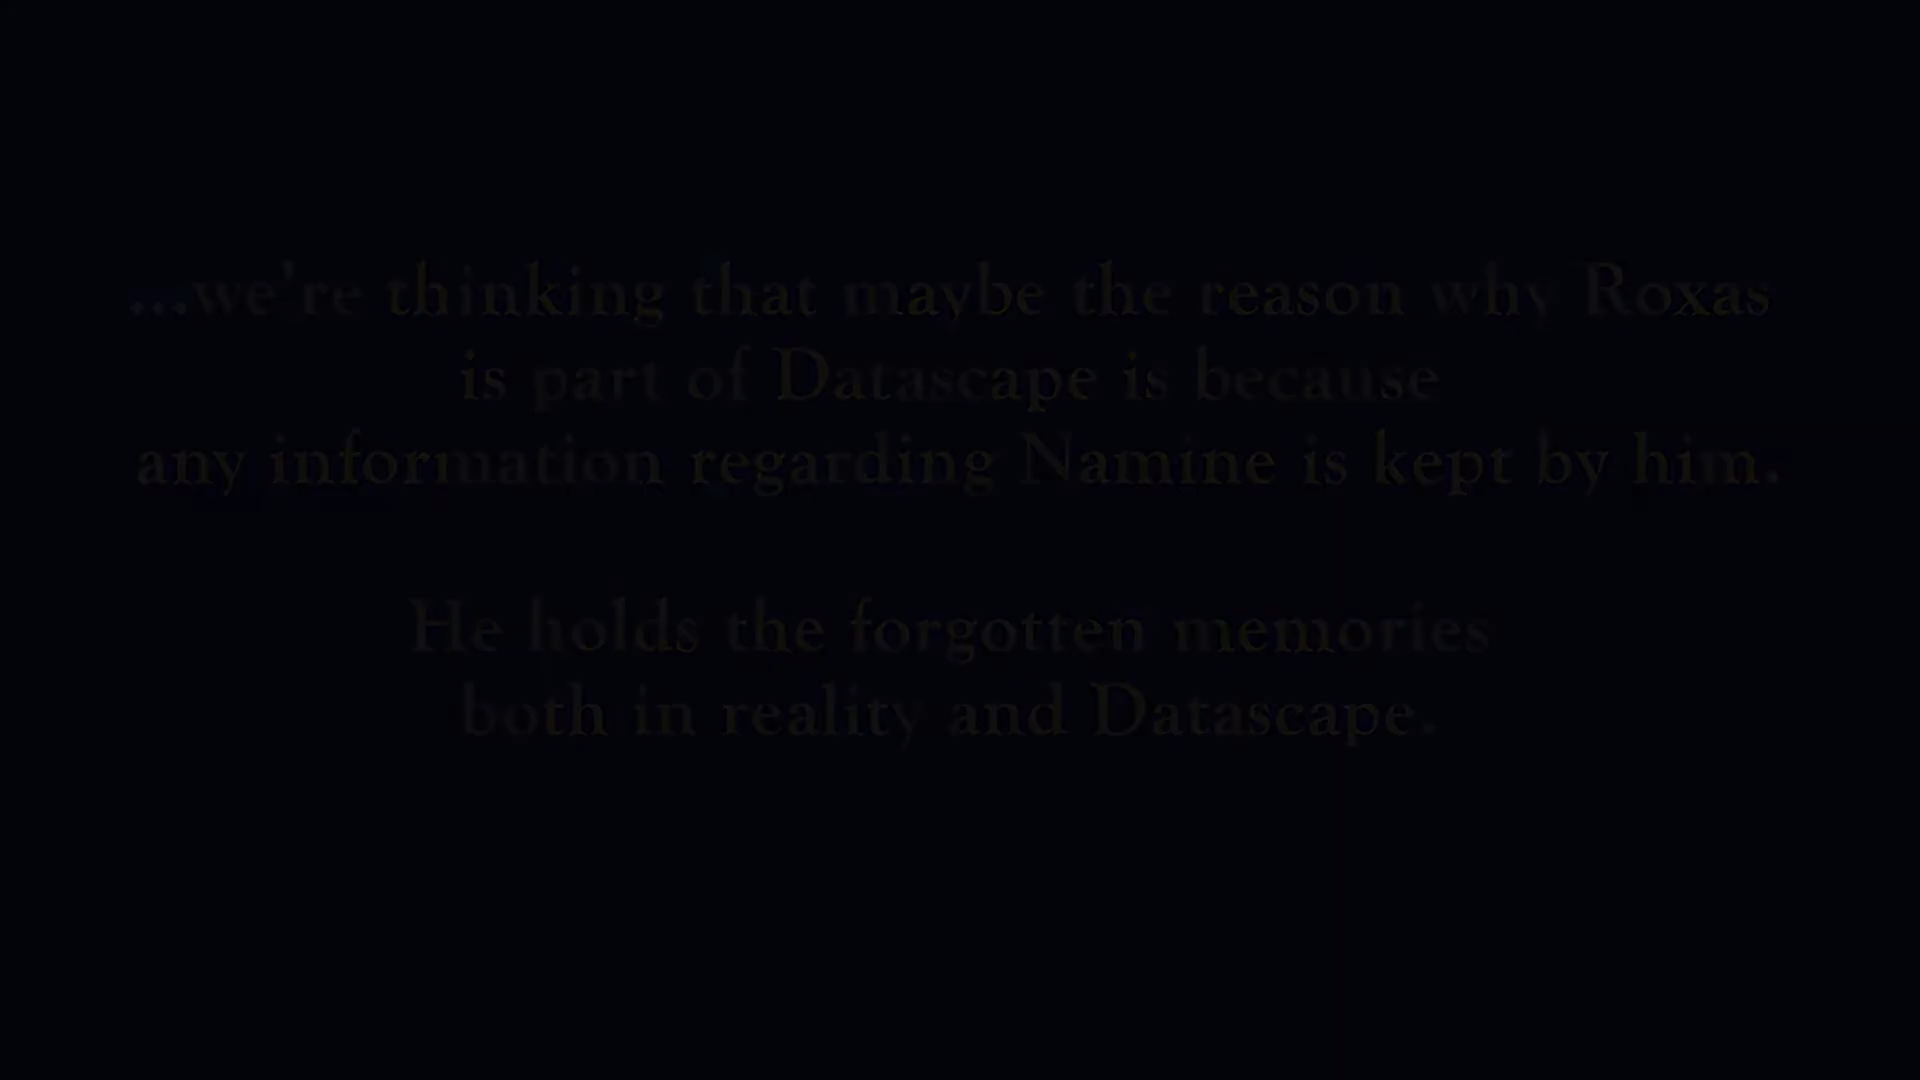 ...we're thinking that maybe the reason why Roxas
is part of Datascape is because
any information regarding Namine is kept by him.
He holds the forgotten memories
both in reality and Datascape.